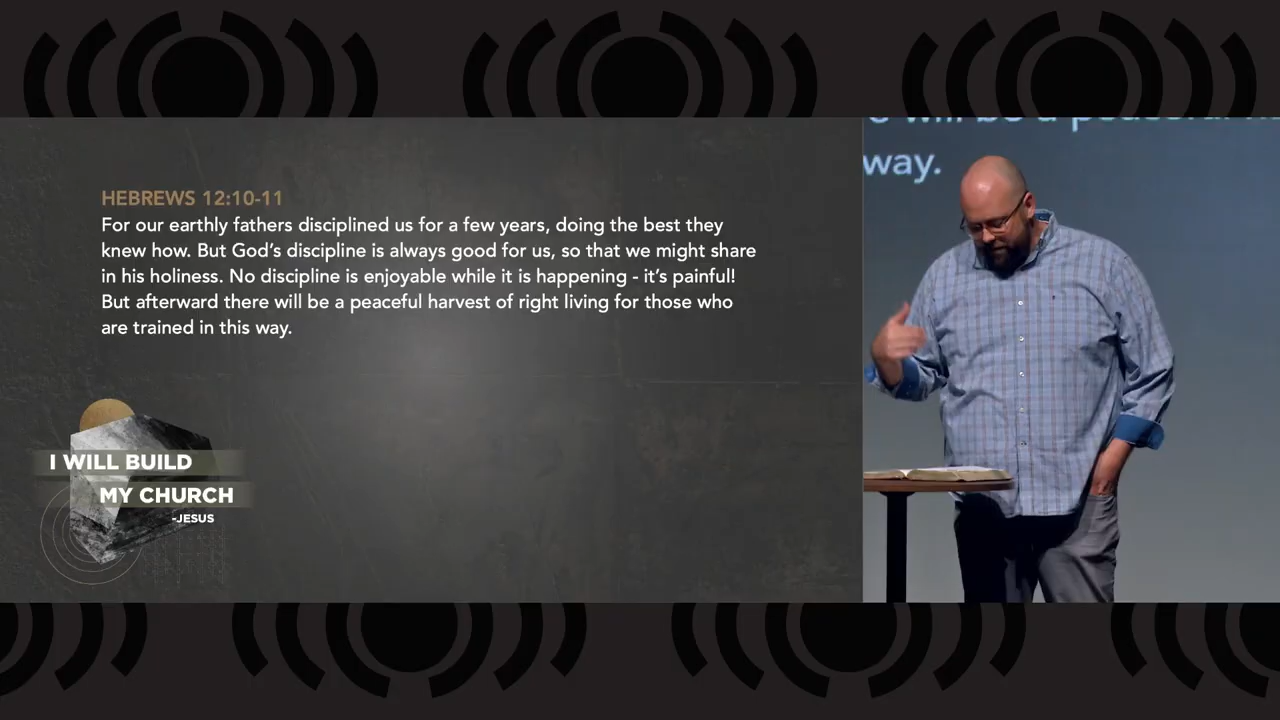 HEBREWS 12:10-11
For our earthly fathers disciplined us for a few years, doing the best they
knew how. But God's discipline is always good for us, so that we might share
in his holiness. No discipline is enjoyable while it is happening - it's painful!
But afterward there will be a peaceful harvest of right living for those who
are trained in this way.
I WILL BUILD
MY CHURCH
-JESUS
will be a
way.